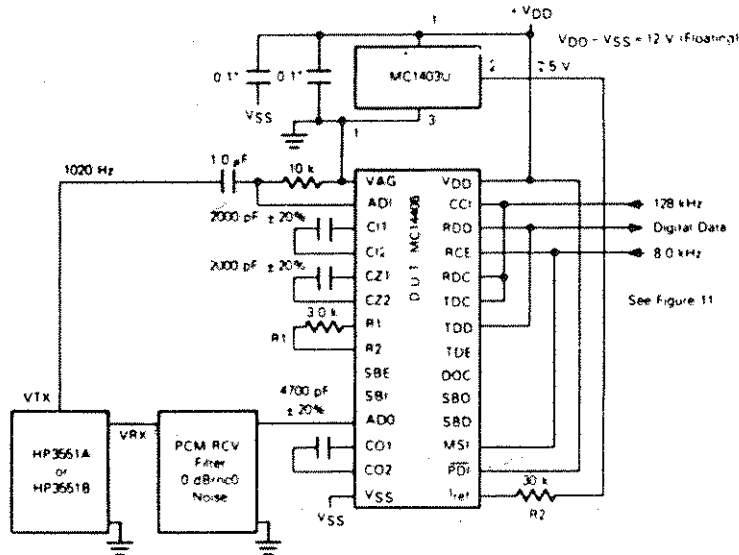 + VDD
VDD – VSS = 12 V (Floating)
1
MC1403U
2
2.5 V
3
0.1*
0.1*
VSS
1
1020 Hz
1.0 µF
10 k
VAG
ADI
CI1
CI2
CZ1
CZ2
R1
R2
SBE
SBI
ADO
CO1
CO2
VSS
D.U.T. MC14406
VDD
CCI
RDD
RCE
RDC
TDC
TDD
TDE
DOC
SBO
SBD
MSI
PDI
Iref
2000 pF ± 20%
2000 pF ± 20%
3.0 k
R1
4700 pF
± 20%
VSS
128 kHz
Digital Data
8.0 kHz
See Figure 11
30 k
R2
VTX
VRX
HP3551A
or
HP3551B
PCM RCV
Filter
0 dBrnc0
Noise